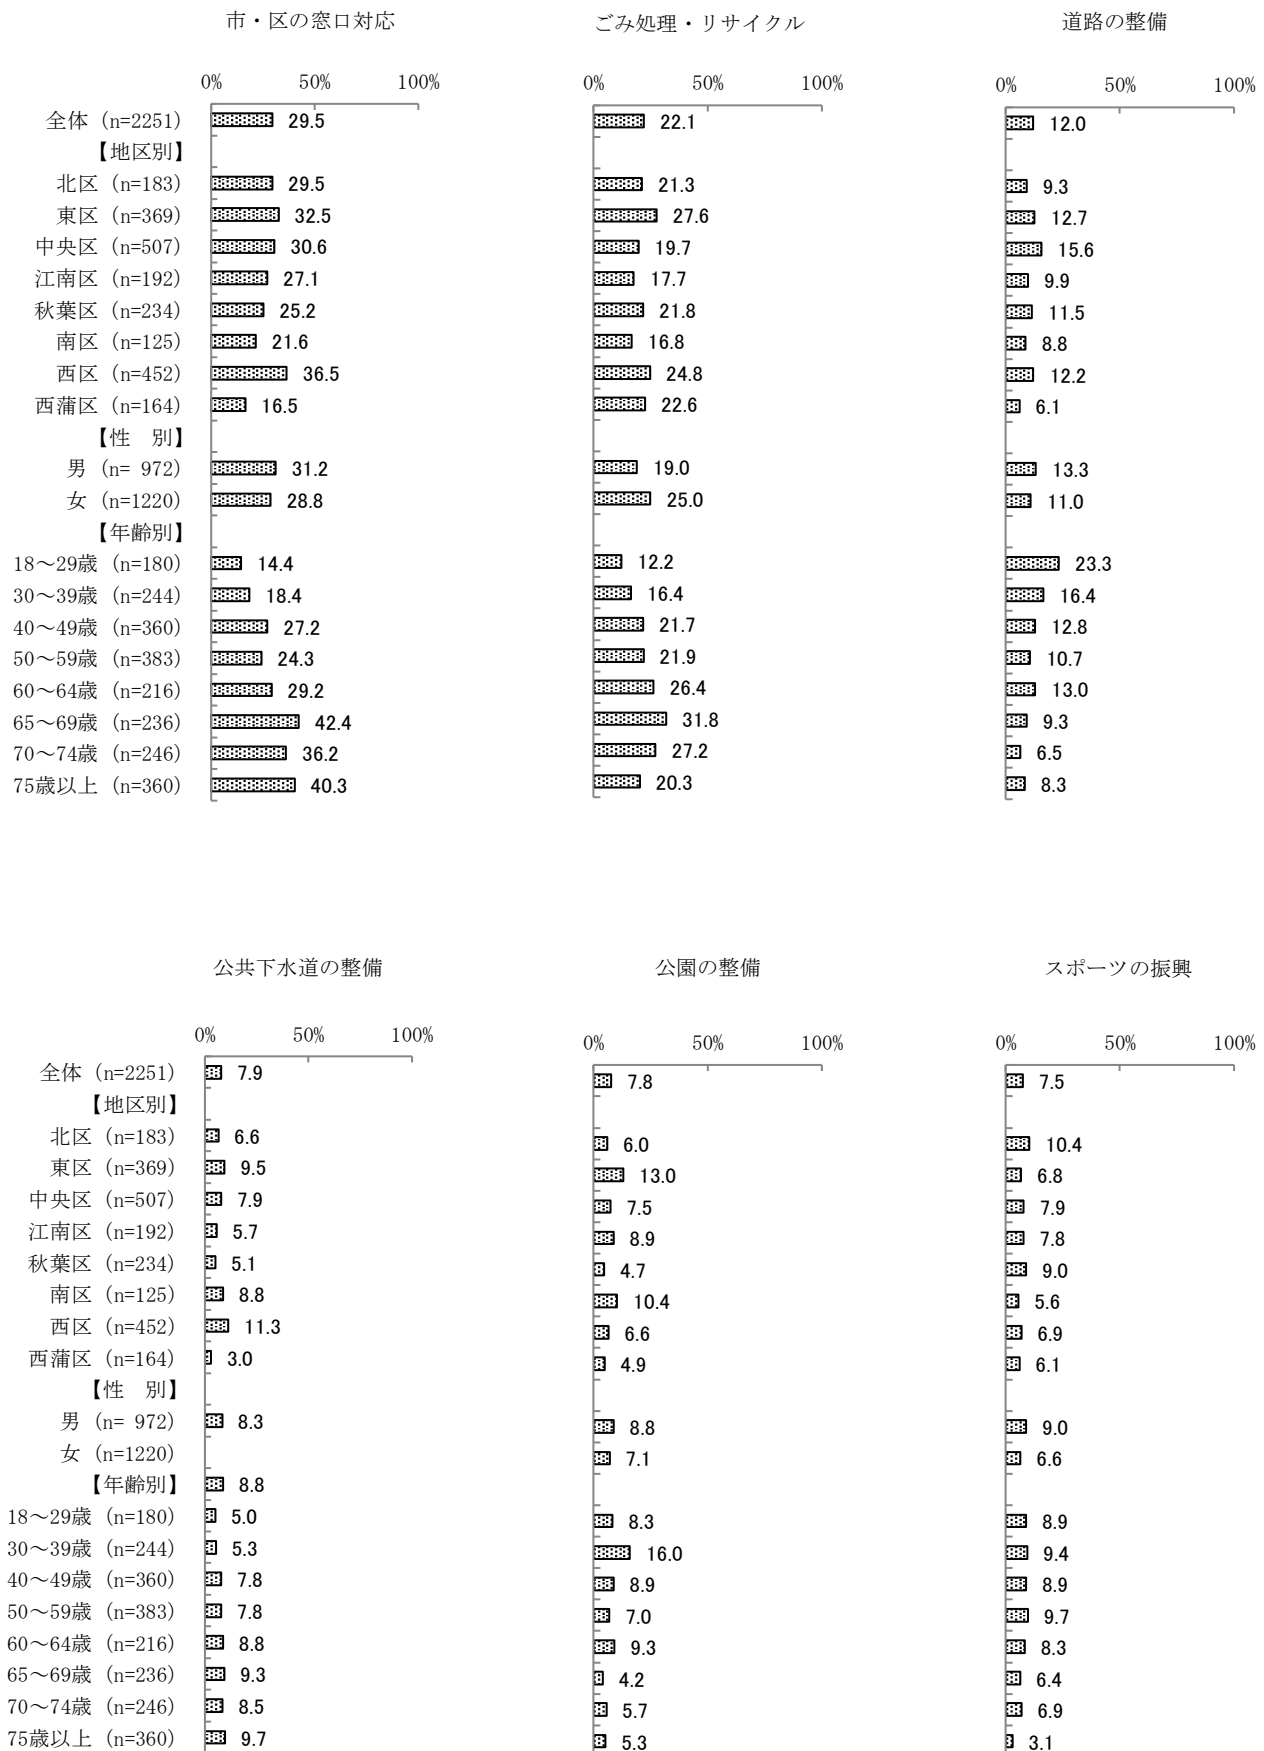 市・区の窓口対応 ごみ処理・リサイクル 道路の整備
0% 50% 100% 0% 50% 100% 0% 50% 100%
全体 (n=2251) 29.5 22.1 12.0
【地区別】
北区 (n=183) 29.5 21.3 9.3
東区 (n=369) 32.5 27.6 12.7
中央区 (n=507) 30.6 19.7 15.6
江南区 (n=192) 27.1 17.7 9.9
秋葉区 (n=234) 25.2 21.8 11.5
南区 (n=125) 21.6 16.8 8.8
西区 (n=452) 36.5 24.8 12.2
西蒲区 (n=164) 16.5 22.6 6.1
【性　別】
男 (n= 972) 31.2 19.0 13.3
女 (n=1220) 28.8 25.0 11.0
【年齢別】
18～29歳 (n=180) 14.4 12.2 23.3
30～39歳 (n=244) 18.4 16.4 16.4
40～49歳 (n=360) 27.2 21.7 12.8
50～59歳 (n=383) 24.3 21.9 10.7
60～64歳 (n=216) 29.2 26.4 13.0
65～69歳 (n=236) 42.4 31.8 9.3
70～74歳 (n=246) 36.2 27.2 6.5
75歳以上 (n=360) 40.3 20.3 8.3
公共下水道の整備 公園の整備 スポーツの振興
0% 50% 100% 0% 50% 100% 0% 50% 100%
全体 (n=2251) 7.9 7.8 7.5
【地区別】
北区 (n=183) 6.6 6.0 10.4
東区 (n=369) 9.5 13.0 6.8
中央区 (n=507) 7.9 7.5 7.9
江南区 (n=192) 5.7 8.9 7.8
秋葉区 (n=234) 5.1 4.7 9.0
南区 (n=125) 8.8 10.4 5.6
西区 (n=452) 11.3 6.6 6.9
西蒲区 (n=164) 3.0 4.9 6.1
【性　別】
男 (n= 972) 8.3 8.8 9.0
女 (n=1220) 7.1 6.6
【年齢別】 8.8
18～29歳 (n=180) 5.0 8.3 8.9
30～39歳 (n=244) 5.3 16.0 9.4
40～49歳 (n=360) 7.8 8.9 8.9
50～59歳 (n=383) 7.8 7.0 9.7
60～64歳 (n=216) 8.8 9.3 8.3
65～69歳 (n=236) 9.3 4.2 6.4
70～74歳 (n=246) 8.5 5.7 6.9
75歳以上 (n=360) 9.7 5.3 3.1